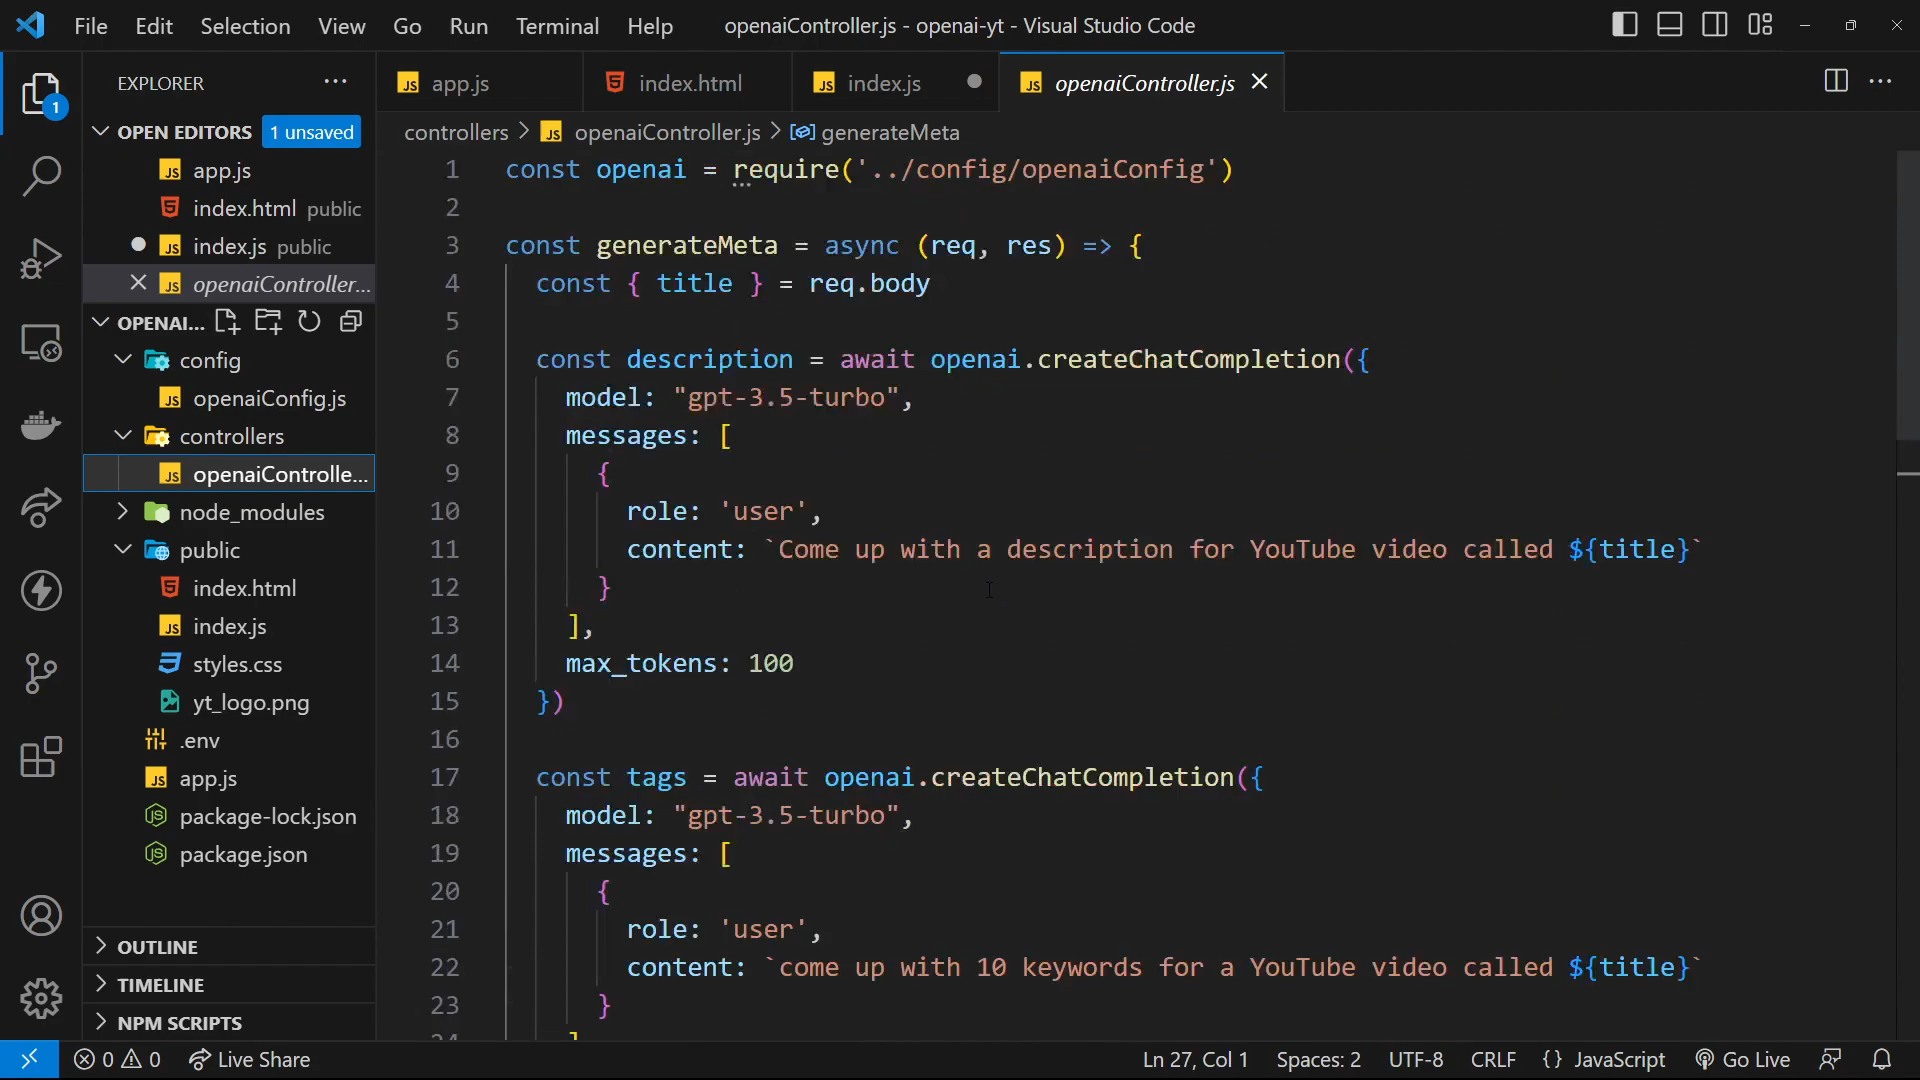 File Edit Selection View Go Run Terminal Help openaiController.js - openai-yt - Visual Studio Code
EXPLORER ...
app.js index.html index.js openaiController.js
1
OPEN EDITORS 1 unsaved
app.js
index.html public
index.js public
openaiController...
OPENAI...
config
openaiConfig.js
controllers
openaiControlle...
node_modules
public
index.html
index.js
styles.css
yt_logo.png
.env
app.js
package-lock.json
package.json
OUTLINE
TIMELINE
NPM SCRIPTS
controllers > JS openaiController.js > generateMeta
1 const openai = require('../config/openaiConfig')
2
3 const generateMeta = async (req, res) => {
4 const { title } = req.body
5
6 const description = await openai.createChatCompletion({
7 model: "gpt-3.5-turbo",
8 messages: [
9 {
10 role: 'user',
11 content: `Come up with a description for YouTube video called ${title}`
12 }
13 ],
14 max_tokens: 100
15 })
16
17 const tags = await openai.createChatCompletion({
18 model: "gpt-3.5-turbo",
19 messages: [
20 {
21 role: 'user',
22 content: `come up with 10 keywords for a YouTube video called ${title}`
23 }
0 0 Live Share Ln 27, Col 1 Spaces: 2 UTF-8 CRLF {} JavaScript Go Live